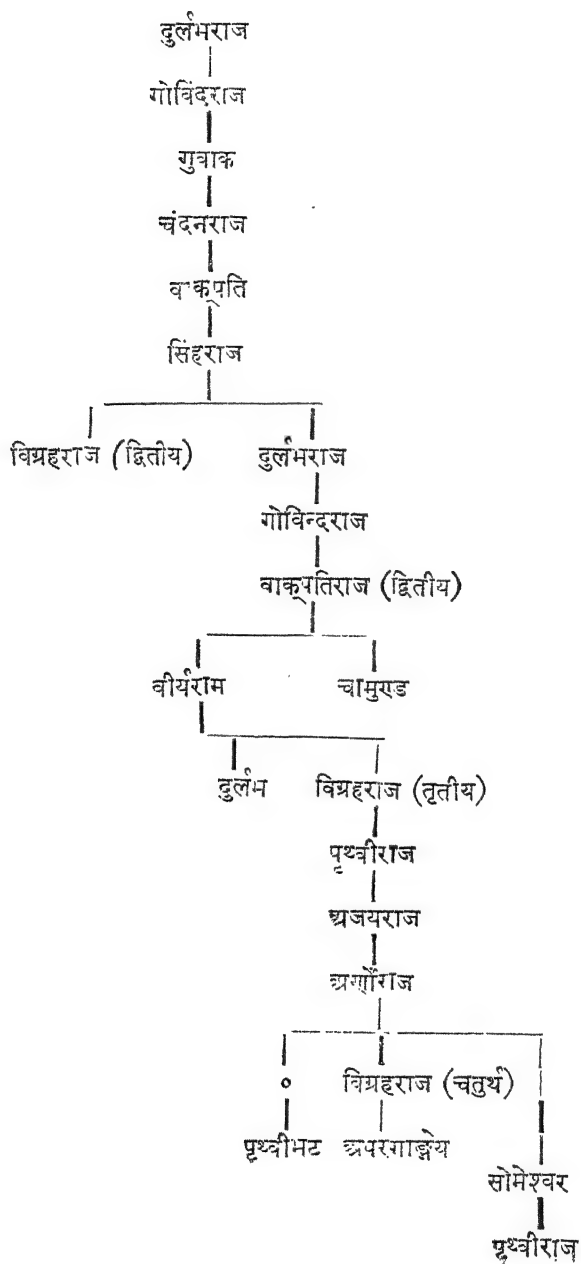 दुर्लभराज
गोविंदराज
गुवाक
चंदनराज
वाक्पति
सिंहराज
विग्रहराज (द्वितीय) दुर्लभराज
गोविन्दराज
वाक्पतिराज (द्वितीय)
वीर्यराम चामुण्ड
दुर्लभ विग्रहराज (तृतीय)
पृथ्वीराज
अजयराज
अर्णोराज
० विग्रहराज (चतुर्थ)
पृथ्वीभट अपरगाङ्गेय
सोमेश्वर
पृथ्वीराज